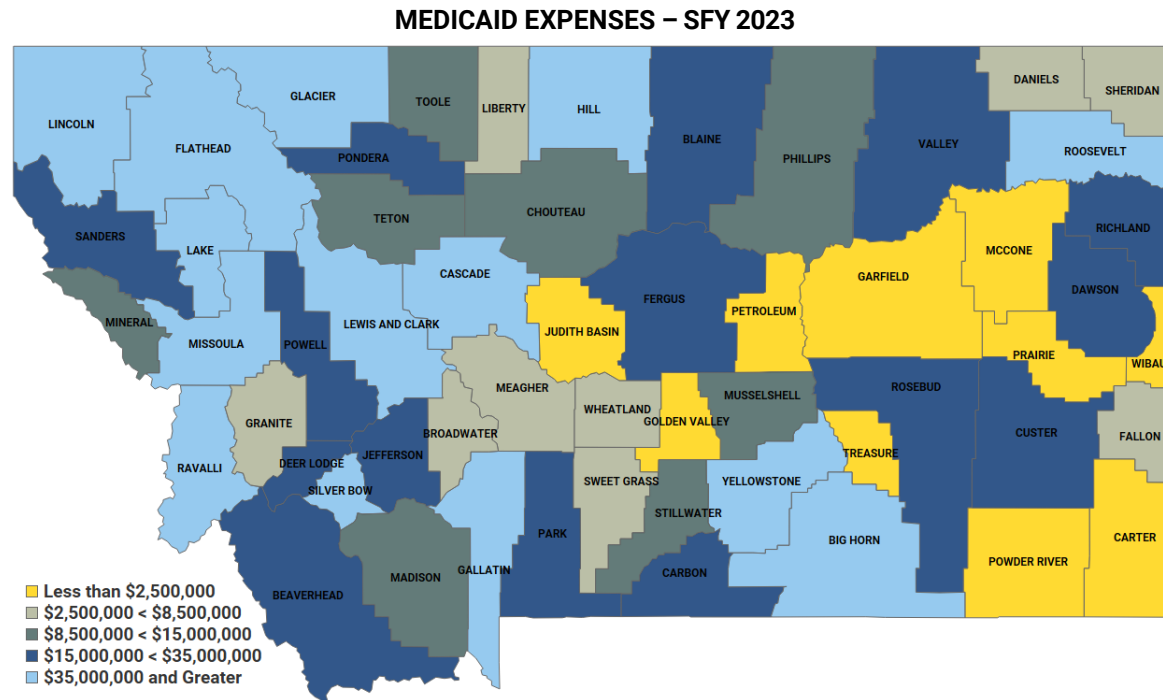 MEDICAID EXPENSES – SFY 2023
DANIELS
SHERIDAN
GLACIER
TOOLE
LIBERTY
HILL
LINCOLN
BLAINE
VALLEY
FLATHEAD
ROOSEVELT
PONDERA
PHILLIPS
CHOUTEAU
TETON
SANDERS
RICHLAND
LAKE
MCCONE
CASCADE
GARFIELD
DAWSON
FERGUS
PETROLEUM
MINERAL
LEWIS AND CLARK
JUDITH BASIN
MISSOULA
POWELL
PRAIRIE
WIBAU
MEAGHER
ROSEBUD
MUSSELSHELL
WHEATLAND
GRANITE
GOLDEN VALLEY
BROADWATER
CUSTER
FALLON
JEFFERSON
TREASURE
DEER LODGE
RAVALLI
SWEET GRASS
YELLOWSTONE
SILVER BOW
STILLWATER
PARK
CARTER
BIG HORN
POWDER RIVER
GALLATIN
CARBON
MADISON
BEAVERHEAD
Less than $2,500,000
$2,500,000 < $8,500,000
$8,500,000 < $15,000,000
$15,000,000 < $35,000,000
$35,000,000 and Greater